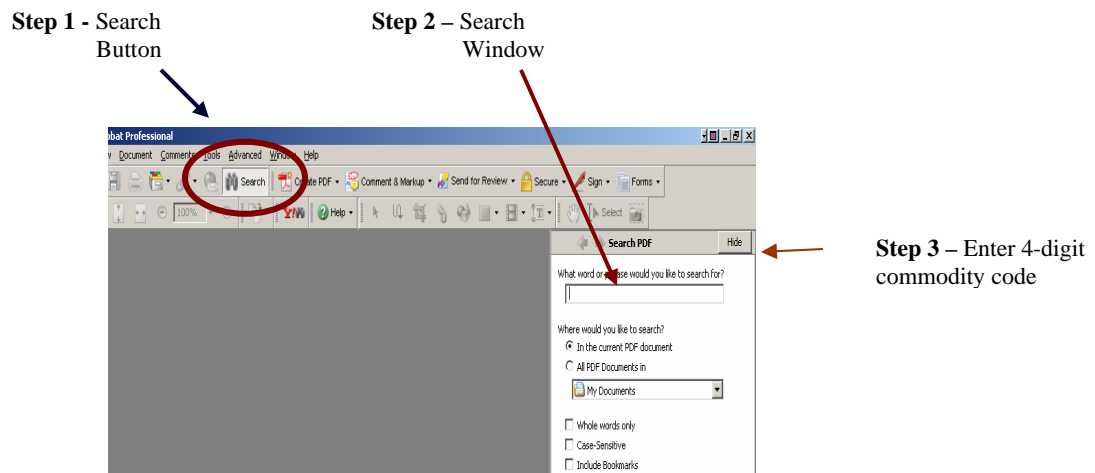 Step 1 - Search
Button
Step 2 – Search
Window
obat Professional
Document Comments Tools Advanced Window Help
Search Create PDF Comment & Markup Send for Review Secure Sign Forms
100% Y! Help Select
Search PDF Hide
Step 3 – Enter 4-digit
commodity code
What word or phrase would you like to search for?
Where would you like to search?
In the current PDF document
All PDF Documents in
My Documents
Whole words only
Case-Sensitive
Include Bookmarks